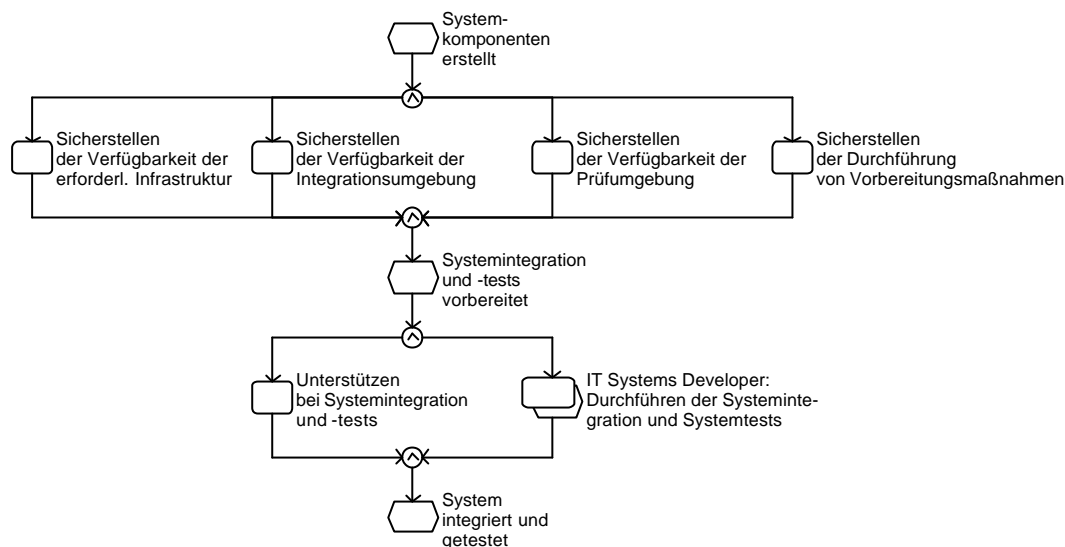 System-
komponenten
erstellt
Sicherstellen
der Verfügbarkeit der
erforderl. Infrastruktur
Sicherstellen
der Verfügbarkeit der
Integrationsumgebung
Sicherstellen
der Verfügbarkeit der
Prüfumgebung
Sicherstellen
der Durchführung
von Vorbereitungsmaßnahmen
Systemintegration
und -tests
vorbereitet
Unterstützen
bei Systemintegration
und -tests
IT Systems Developer:
Durchführen der Systeminte-
gration und Systemtests
System
integriert und
getestet